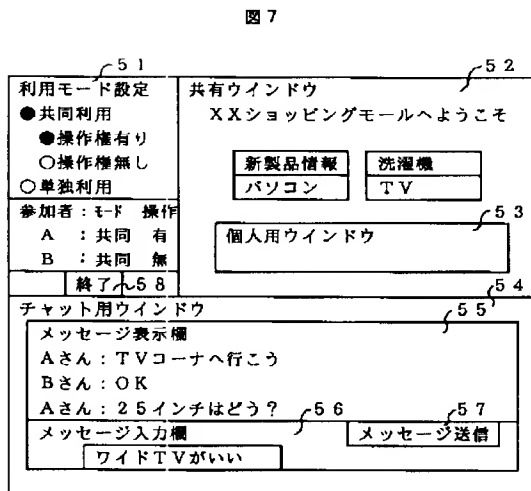 図7
51
52
利用モード設定
●共同利用
●操作権有り
○操作権無し
○単独利用
参加者:モード 操作
A :共同 有
B :共同 無
終了 58
共有ウインドウ
XXショッピングモールへようこそ
新製品情報 洗濯機
パソコン TV
53
個人用ウインドウ
54
チャット用ウインドウ 55
メッセージ表示欄
Aさん:TVコーナへ行こう
Bさん:OK
Aさん:25インチはどう?
56 57
メッセージ入力欄 メッセージ送信
ワイドTVがいい